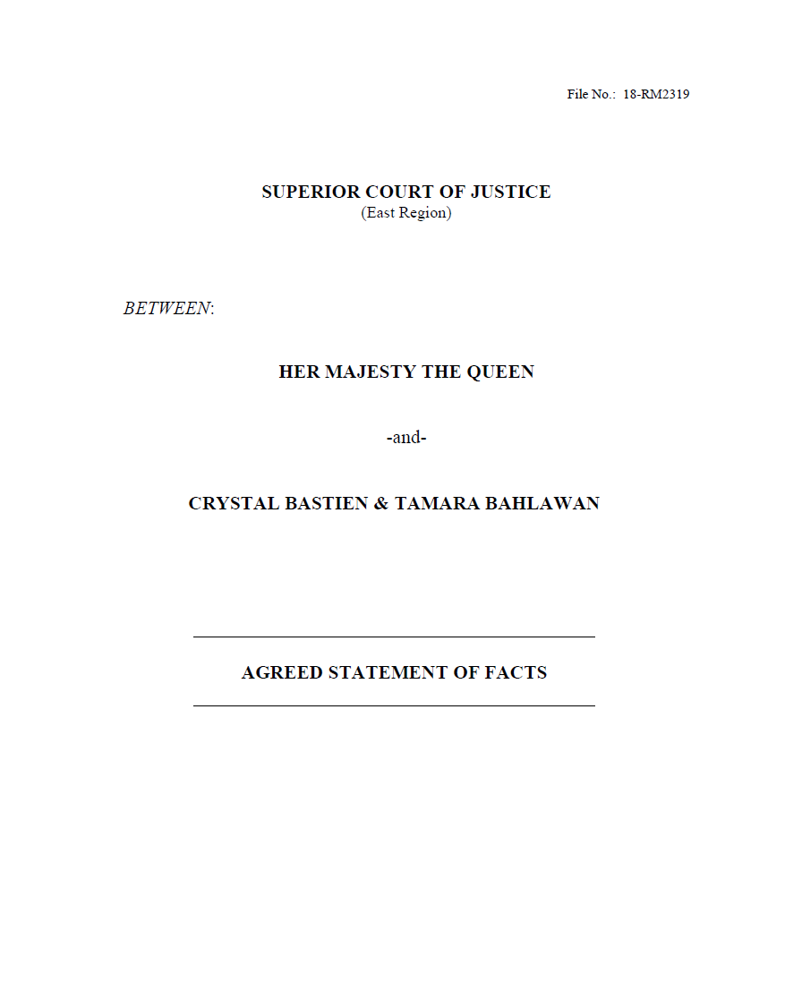 File No.: 18-RM2319
SUPERIOR COURT OF JUSTICE
(East Region)
BETWEEN:
HER MAJESTY THE QUEEN
-and-
CRYSTAL BASTIEN & TAMARA BAHLAWAN
AGREED STATEMENT OF FACTS